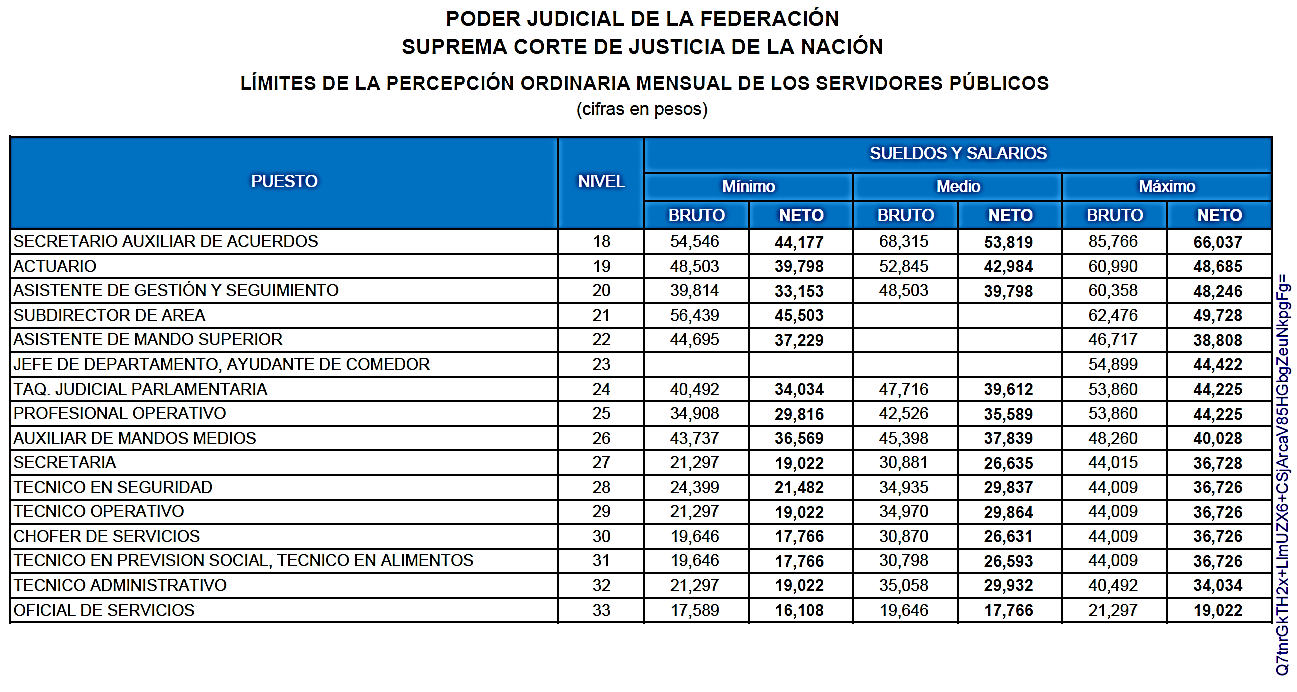 PODER JUDICIAL DE LA FEDERACIÓN
SUPREMA CORTE DE JUSTICIA DE LA NACIÓN
LÍMITES DE LA PERCEPCIÓN ORDINARIA MENSUAL DE LOS SERVIDORES PÚBLICOS
(cifras en pesos)
PUESTO NIVEL SUELDOS Y SALARIOS
Mínimo Medio Máximo
BRUTO NETO BRUTO NETO BRUTO NETO
SECRETARIO AUXILIAR DE ACUERDOS 18 54,546 44,177 68,315 53,819 85,766 66,037
ACTUARIO 19 48,503 39,798 52,845 42,984 60,990 48,685
ASISTENTE DE GESTIÓN Y SEGUIMIENTO 20 39,814 33,153 48,503 39,798 60,358 48,246
SUBDIRECTOR DE AREA 21 56,439 45,503 62,476 49,728
ASISTENTE DE MANDO SUPERIOR 22 44,695 37,229 46,717 38,808
JEFE DE DEPARTAMENTO, AYUDANTE DE COMEDOR 23 54,899 44,422
TAQ. JUDICIAL PARLAMENTARIA 24 40,492 34,034 47,716 39,612 53,860 44,225
PROFESIONAL OPERATIVO 25 34,908 29,816 42,526 35,589 53,860 44,225
AUXILIAR DE MANDOS MEDIOS 26 43,737 36,569 45,398 37,839 48,260 40,028
SECRETARIA 27 21,297 19,022 30,881 26,635 44,015 36,728
TECNICO EN SEGURIDAD 28 24,399 21,482 34,935 29,837 44,009 36,726
TECNICO OPERATIVO 29 21,297 19,022 34,970 29,864 44,009 36,726
CHOFER DE SERVICIOS 30 19,646 17,766 30,870 26,631 44,009 36,726
TECNICO EN PREVISION SOCIAL, TECNICO EN ALIMENTOS 31 19,646 17,766 30,798 26,593 44,009 36,726
TECNICO ADMINISTRATIVO 32 21,297 19,022 35,058 29,932 40,492 34,034
OFICIAL DE SERVICIOS 33 17,589 16,108 19,646 17,766 21,297 19,022
Q7tnrGkTH2x+LImUZX6+CSjArcaV85HGbgZeuNkpgFg=